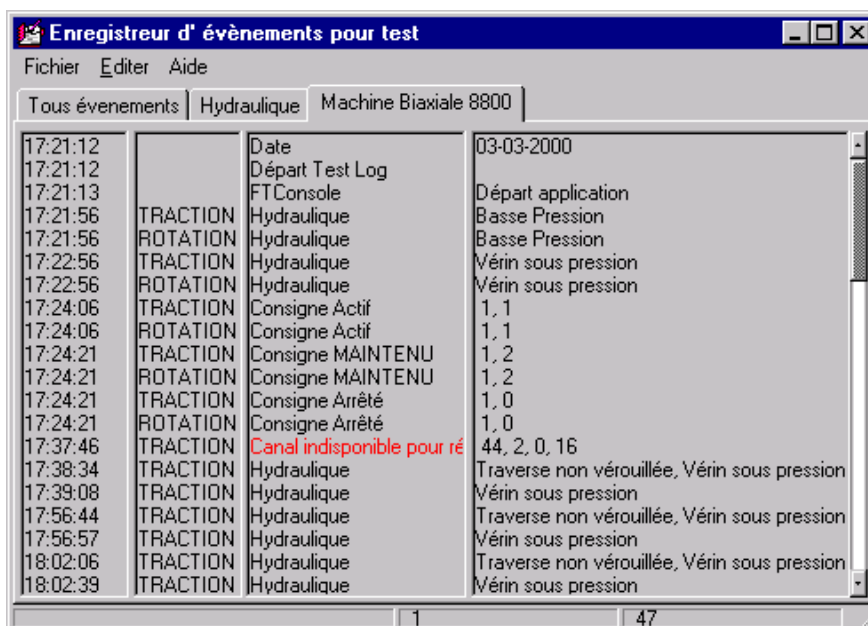 Enregistreur d' évènements pour test
Fichier Editer Aide
Tous évenements Hydraulique Machine Biaxiale 8800
17:21:12 Date 03-03-2000
17:21:12 Départ Test Log
17:21:13 FTConsole Départ application
17:21:56 TRACTION Hydraulique Basse Pression
17:21:56 ROTATION Hydraulique Basse Pression
17:22:56 TRACTION Hydraulique Vérin sous pression
17:22:56 ROTATION Hydraulique Vérin sous pression
17:24:06 TRACTION Consigne Actif 1, 1
17:24:06 ROTATION Consigne Actif 1, 1
17:24:21 TRACTION Consigne MAINTENU 1, 2
17:24:21 ROTATION Consigne MAINTENU 1, 2
17:24:21 TRACTION Consigne Arrêté 1, 0
17:24:21 ROTATION Consigne Arrêté 1, 0
17:37:46 TRACTION Canal indisponible pour ré 44, 2, 0, 16
17:38:34 TRACTION Hydraulique Traverse non vérouillée, Vérin sous pression
17:39:08 TRACTION Hydraulique Vérin sous pression
17:56:44 TRACTION Hydraulique Traverse non vérouillée, Vérin sous pression
17:56:57 TRACTION Hydraulique Vérin sous pression
18:02:06 TRACTION Hydraulique Traverse non vérouillée, Vérin sous pression
18:02:39 TRACTION Hydraulique Vérin sous pression
1 47